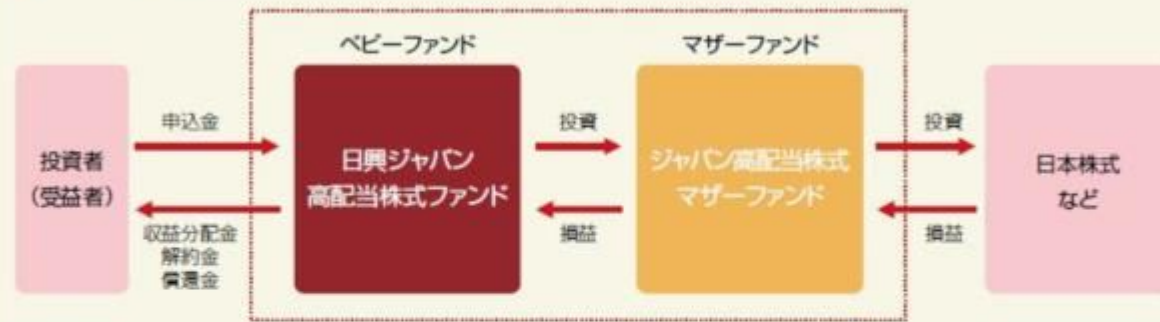 ベビーファンド
マザーファンド
投資者
(受益者)
申込金
収益分配金
解約金
償還金
日興ジャパン
高配当株式ファンド
投資
損益
ジャパン高配当株式
マザーファンド
投資
損益
日本株式
など